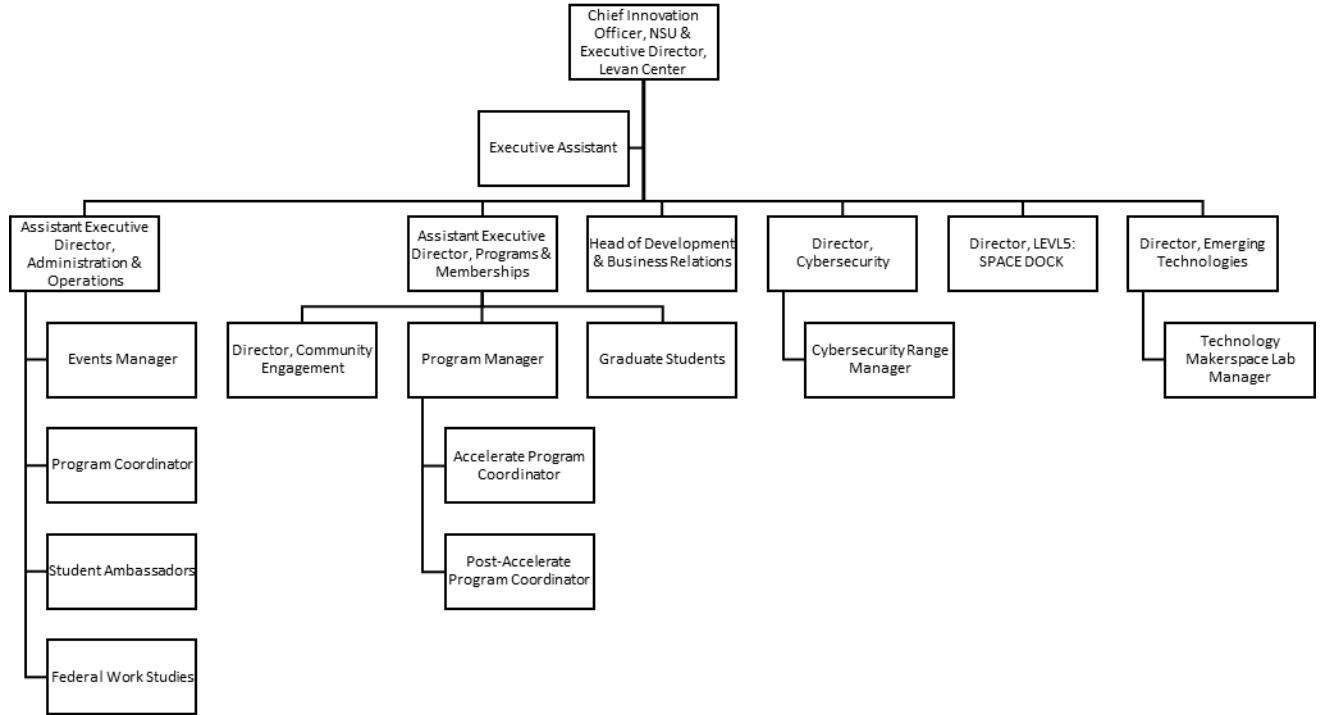 Chief Innovation
Officer, NSU &
Executive Director,
Levan Center
Executive Assistant
Assistant Executive
Director,
Administration &
Operations
Assistant Executive
Director, Programs &
Memberships
Head of Development
& Business Relations
Director,
Cybersecurity
Director, LEVL5:
SPACE DOCK
Director, Emerging
Technologies
Events Manager
Director, Community
Engagement
Program Manager
Graduate Students
Cybersecurity Range
Manager
Technology
Makerspace Lab
Manager
Program Coordinator
Accelerate Program
Coordinator
Student Ambassadors
Post-Accelerate
Program Coordinator
Federal Work Studies